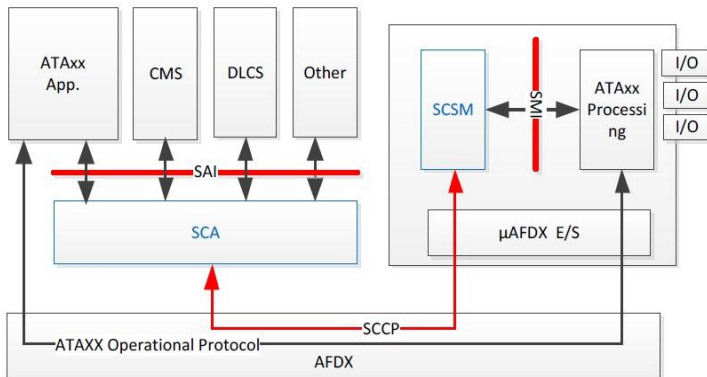 ATAxx
App.
CMS
DLCS
Other
SAI
SCA
SCSM
SMI
ATAxx
Processi
ng
I/O
I/O
I/O
µAFDX E/S
SCCP
ATAXX Operational Protocol
AFDX